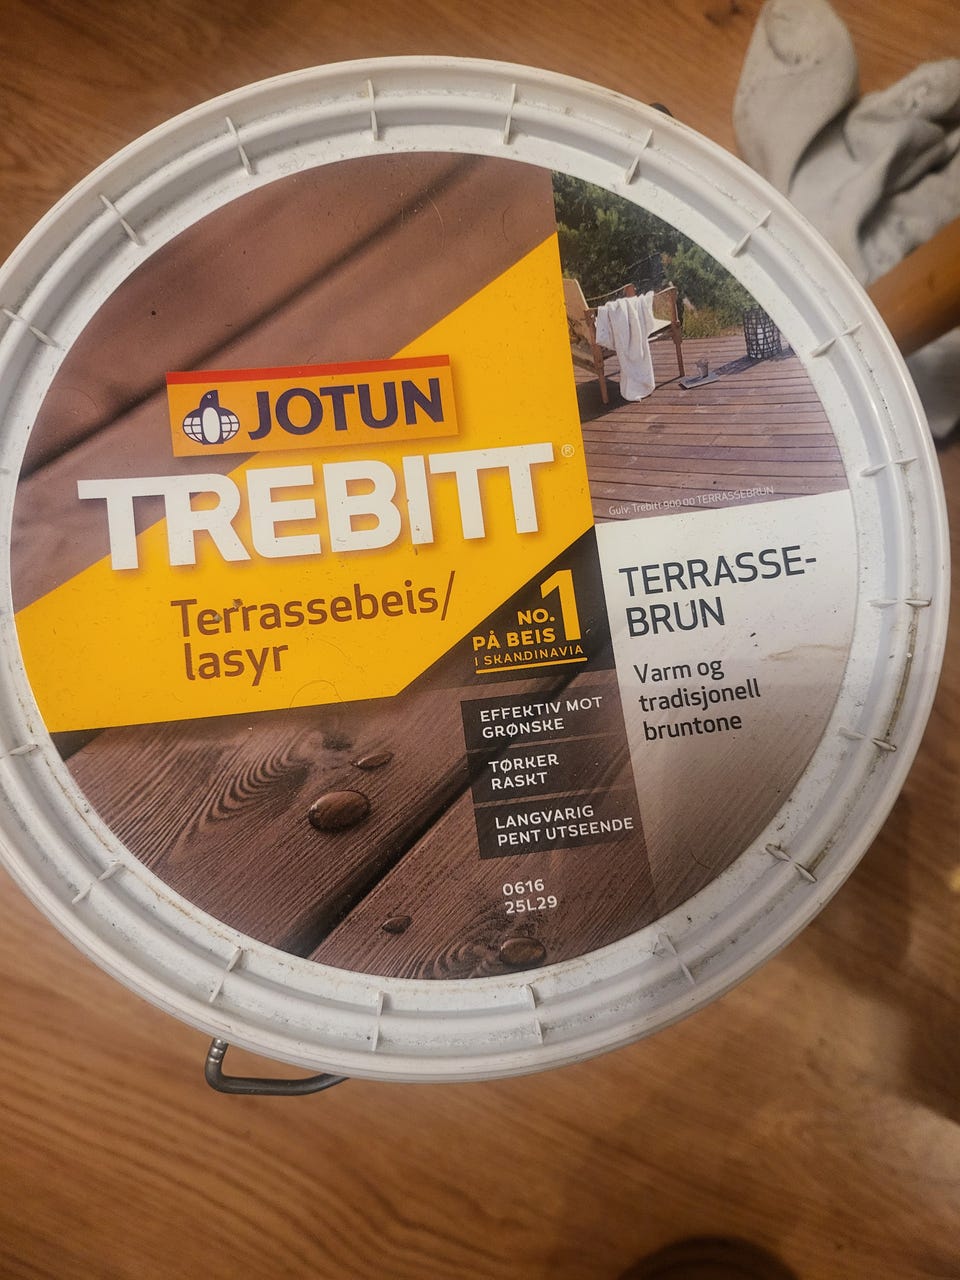 JOTUN
TREBITT®
Terrassebeis/
lasyr
NO. 1
PÅ BEIS
I SKANDINAVIA
Gulv: Trebitt 900 00 TERRASSEBRUN
TERRASSE-
BRUN
Varm og
tradisjonell
bruntone
EFFEKTIV MOT
GRØNSKE
TØRKER
RASKT
LANGVARIG
PENT UTSEENDE
0616
25L29